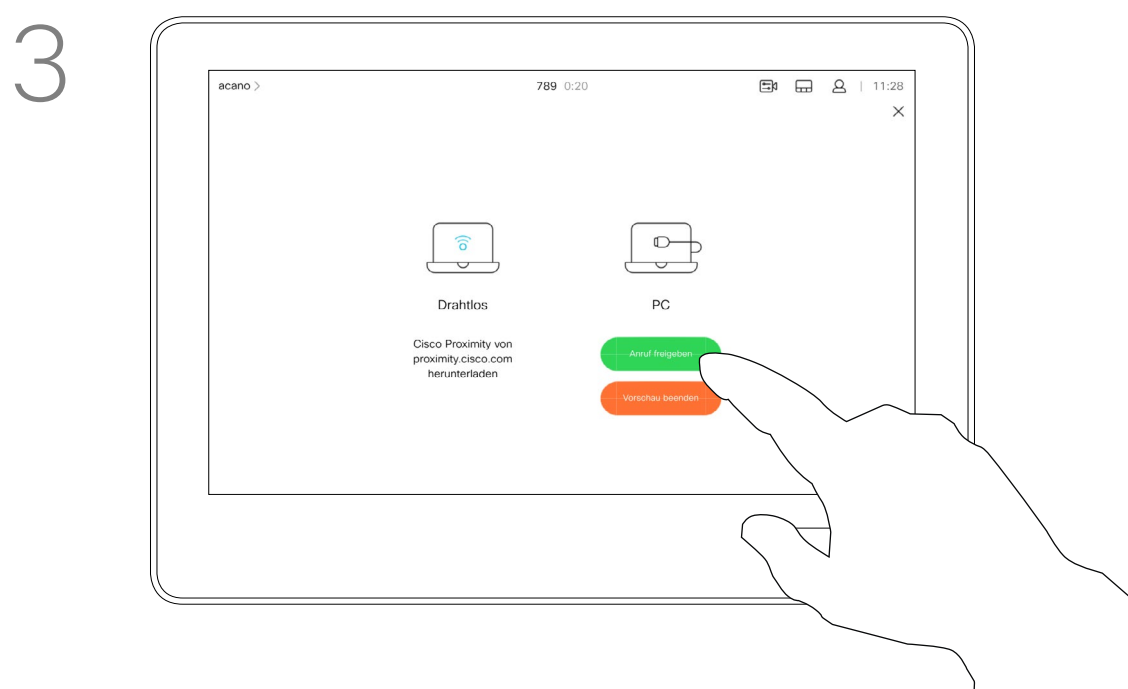 3
acano >
789 0:20
11:28
Drahtlos
PC
Cisco Proximity von
proximity.cisco.com
herunterladen
Anruf freigeben
Vorschau beenden